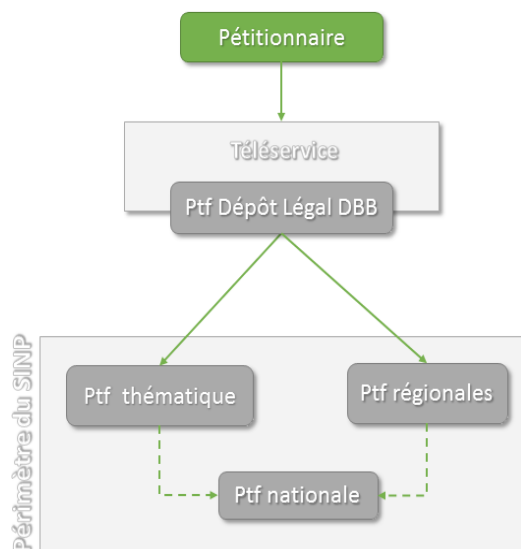 Pétitionnaire
Téléservice
Ptf Dépôt Légal DBB
Périmètre du SINP
Ptf thématique
Ptf régionales
Ptf nationale